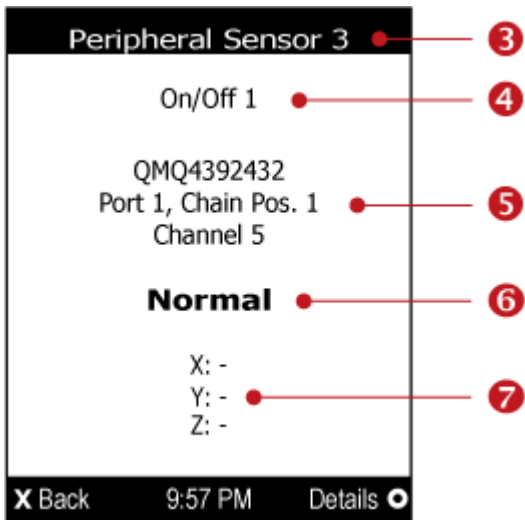 Peripheral Sensor 3
3
On/Off 1
4
QMQ4392432
Port 1, Chain Pos. 1
5
Channel 5
Normal
6
X: -
Y: -
7
Z: -
X Back 9:57 PM Details